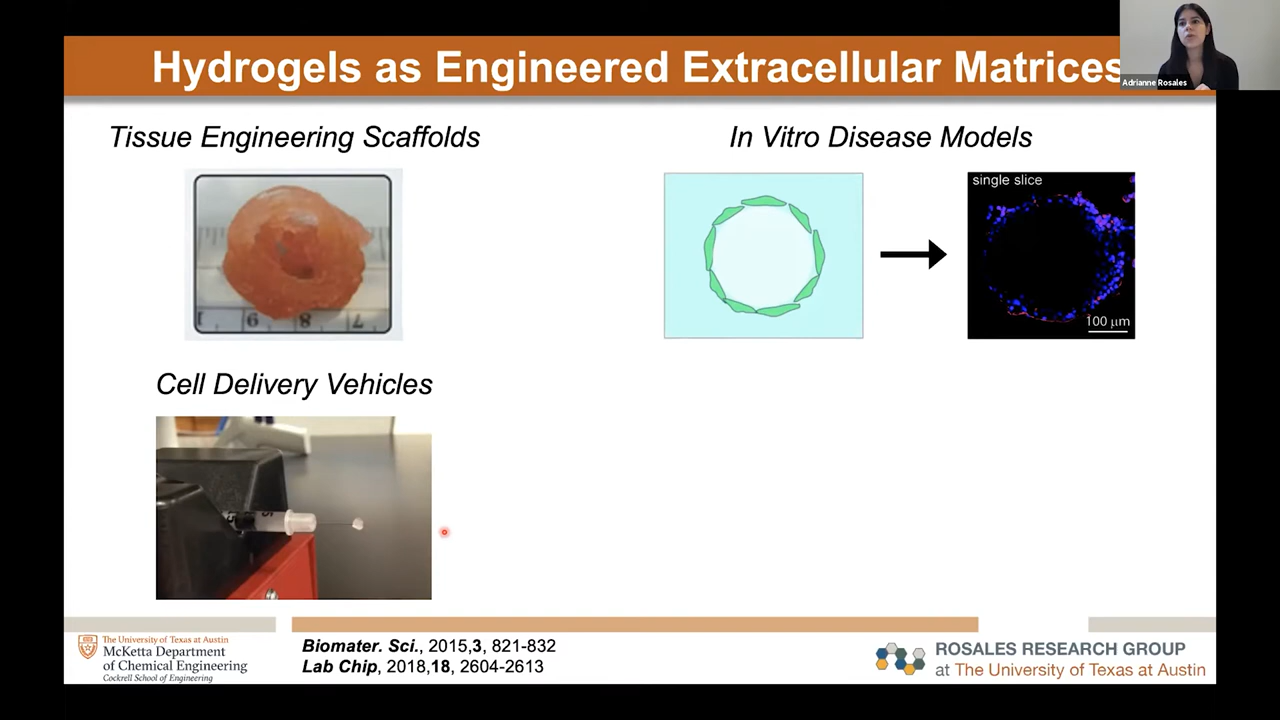 Hydrogels as Engineered Extracellular Matrices
Adrianne Rosales
Tissue Engineering Scaffolds
In Vitro Disease Models
single slice
100 μm
Cell Delivery Vehicles
The University of Texas at Austin
McKetta Department
of Chemical Engineering
Cockrell School of Engineering
Biomater. Sci., 2015,3, 821-832
Lab Chip, 2018,18, 2604-2613
ROSALES RESEARCH GROUP
at The University of Texas at Austin